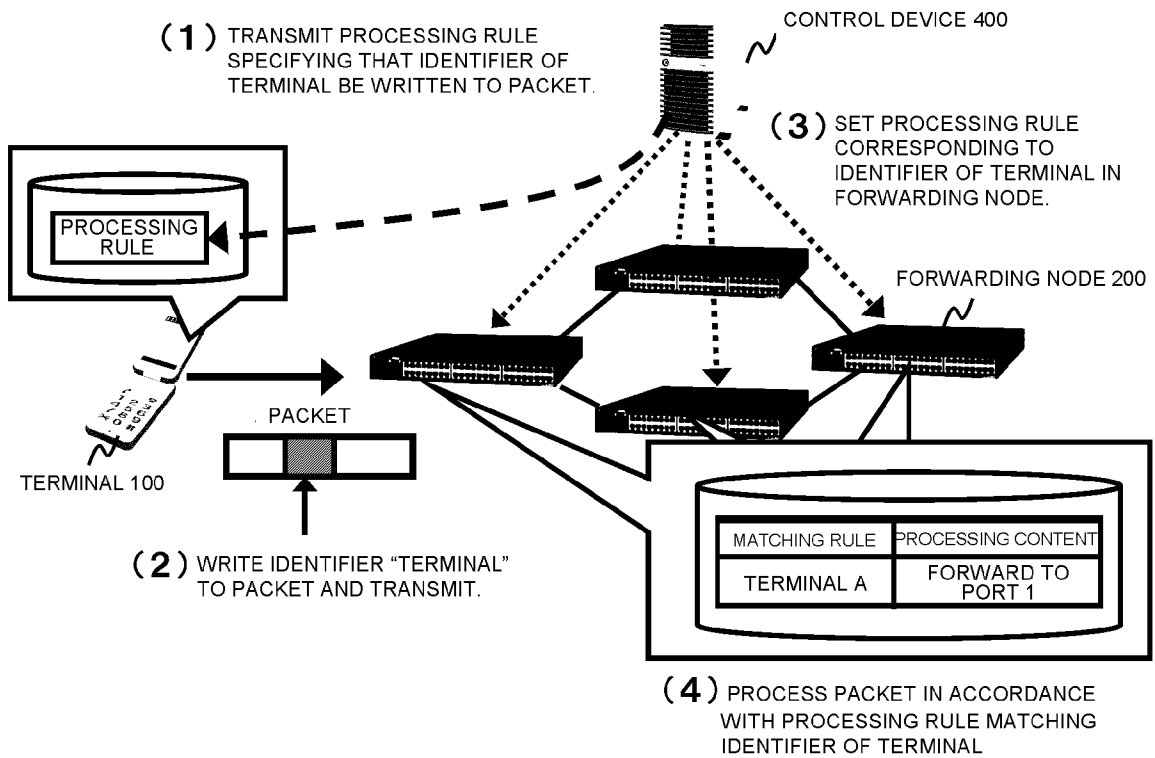 CONTROL DEVICE 400
(1) TRANSMIT PROCESSING RULE
SPECIFYING THAT IDENTIFIER OF
TERMINAL BE WRITTEN TO PACKET.
(3) SET PROCESSING RULE
CORRESPONDING TO
IDENTIFIER OF TERMINAL IN
FORWARDING NODE.
PROCESSING
RULE
FORWARDING NODE 200
PACKET
TERMINAL 100
(2) WRITE IDENTIFIER “TERMINAL”
TO PACKET AND TRANSMIT.
MATCHING RULE
PROCESSING CONTENT
TERMINAL A
FORWARD TO
PORT 1
(4) PROCESS PACKET IN ACCORDANCE
WITH PROCESSING RULE MATCHING
IDENTIFIER OF TERMINAL